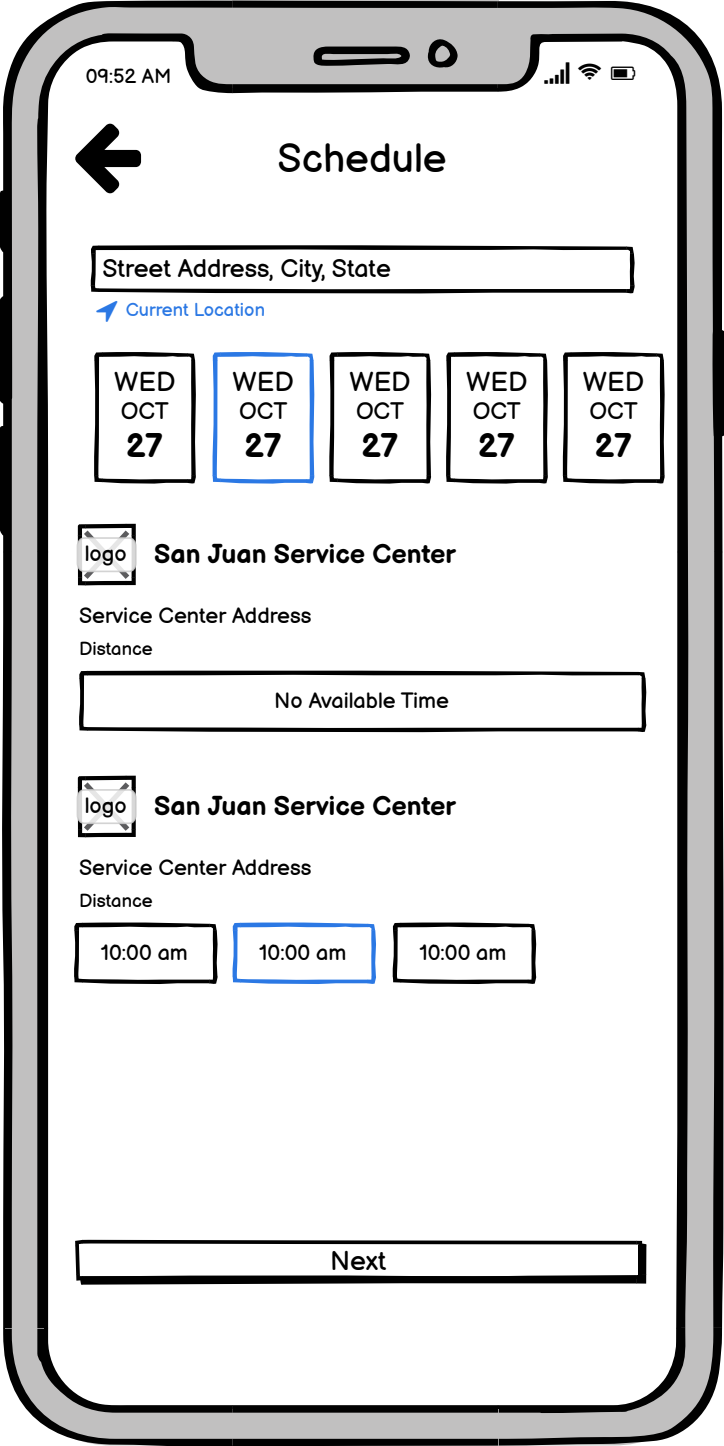 09:52 AM
Schedule
Street Address, City, State
Current Location
WED WED WED WED WED
OCT OCT OCT OCT OCT
27 27 27 27 27
logo San Juan Service Center
Service Center Address
Distance
No Available Time
logo San Juan Service Center
Service Center Address
Distance
10:00 am 10:00 am 10:00 am
Next